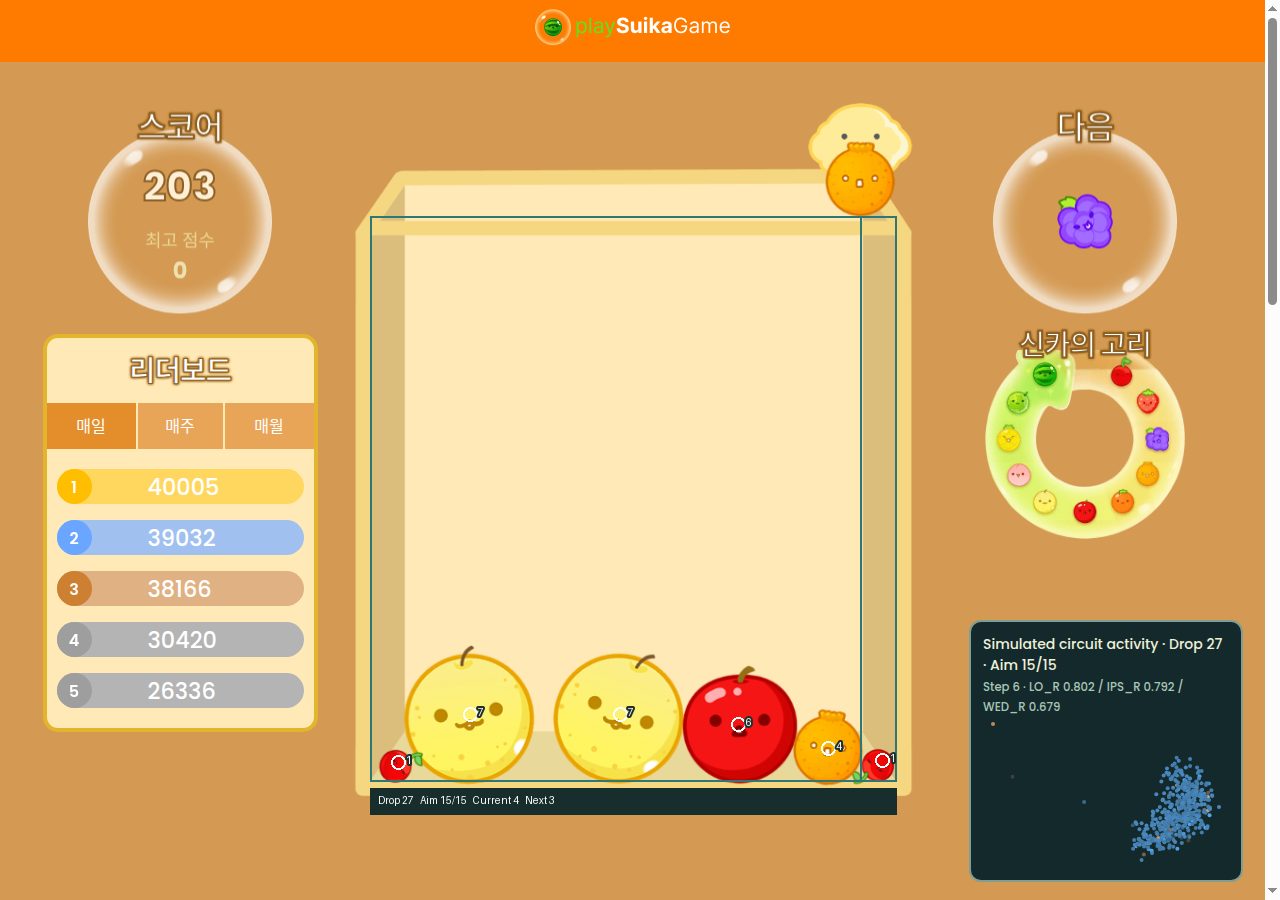 playSuikaGame
스코어
203
최고 점수
0
다음
신카의 고리
리더보드
매일 매주 매월
1 40005
2 39032
3 38166
4 30420
5 26336
7
7
6
4
1
1
Drop 27 Aim 15/15 Current 4 Next 3
Simulated circuit activity · Drop 27
· Aim 15/15
Step 6 · LO_R 0.802 / IPS_R 0.792 /
WED_R 0.679